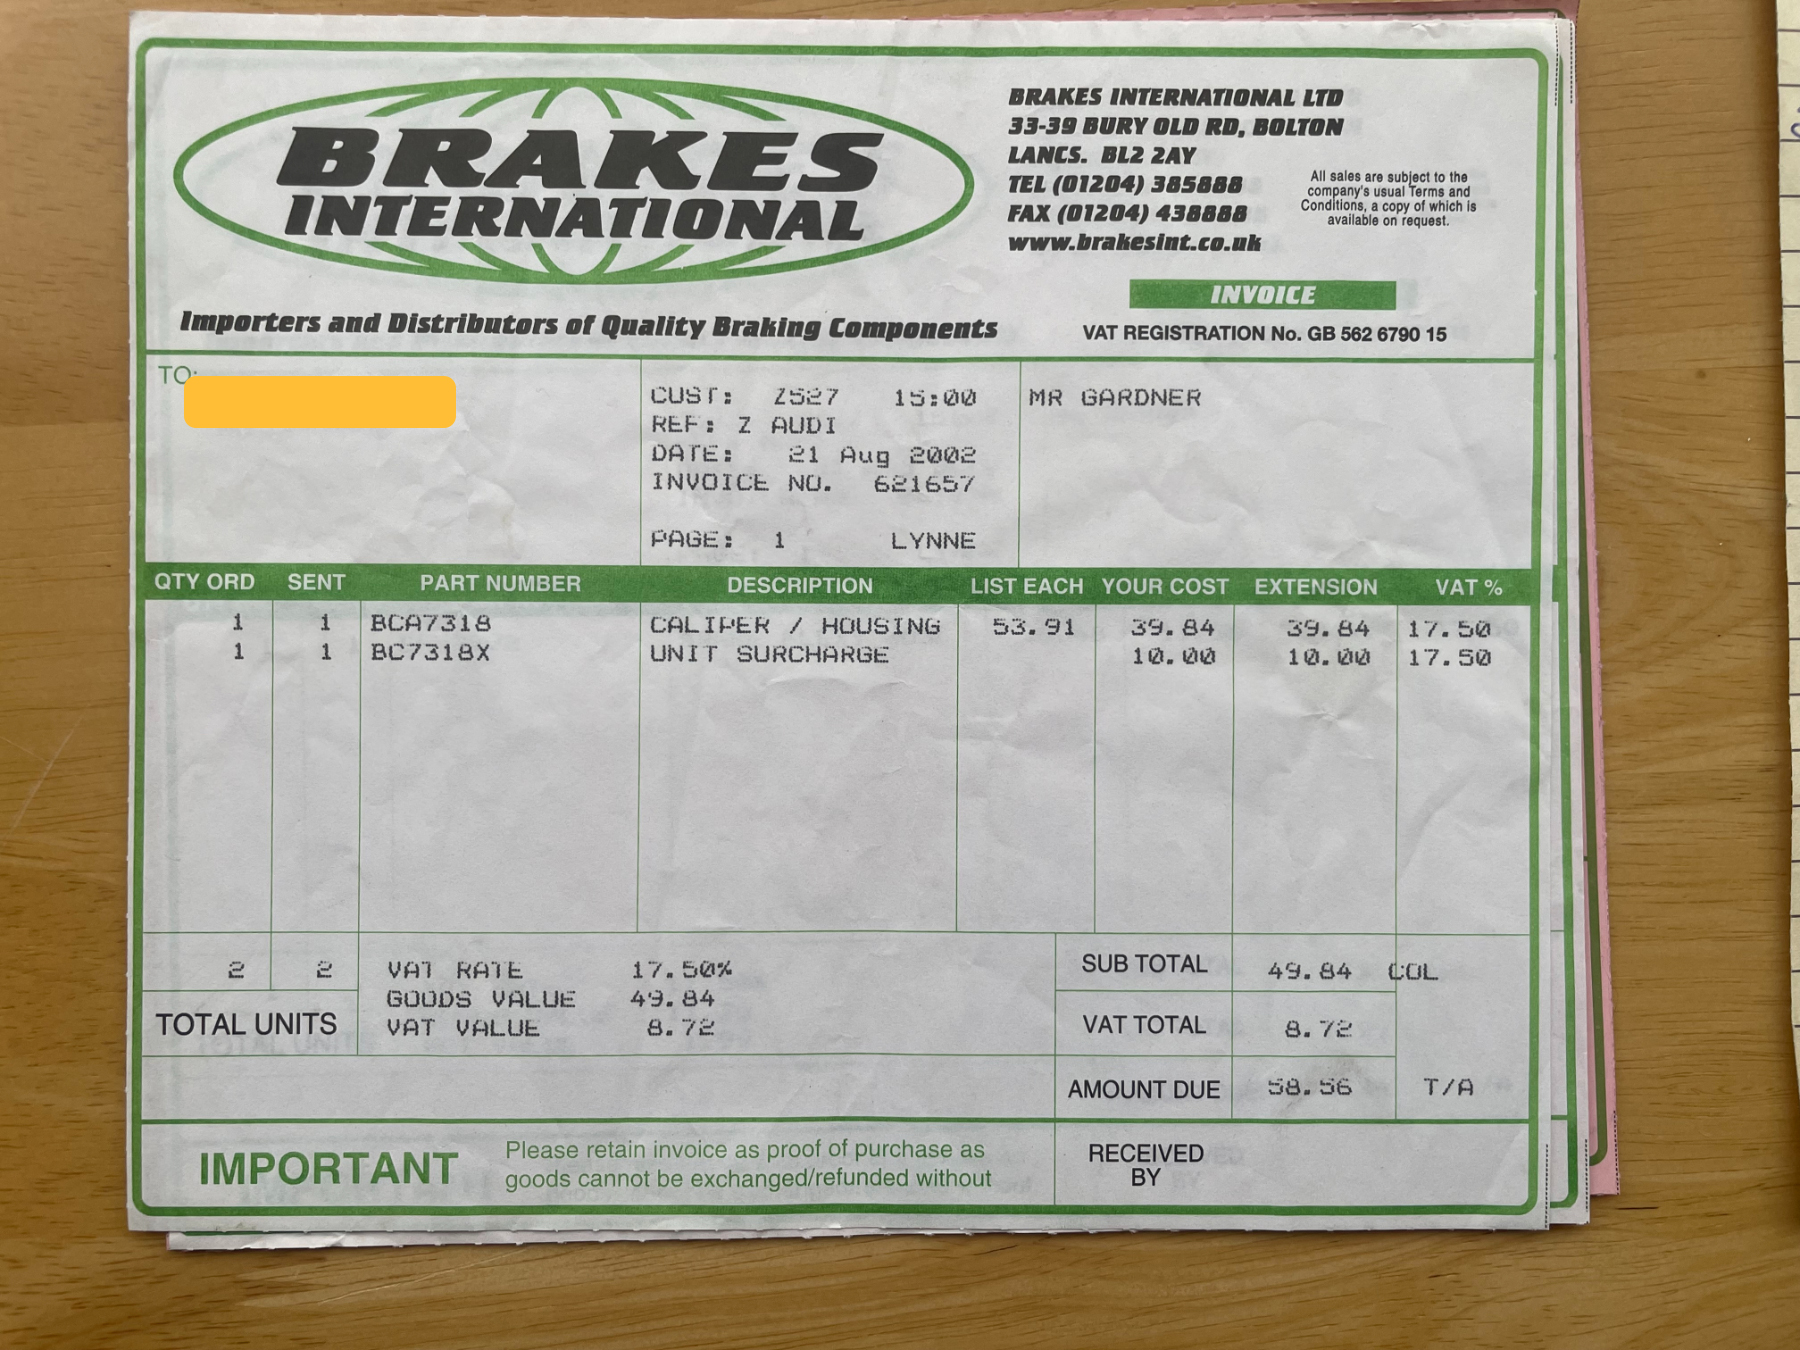 BRAKES
INTERNATIONAL
Importers and Distributors of Quality Braking Components
BRAKES INTERNATIONAL LTD
33-39 BURY OLD RD, BOLTON
LANCS. BL2 2AY
TEL (01204) 385888
FAX (01204) 438888
www.brakesint.co.uk
All sales are subject to the
company's usual Terms and
Conditions, a copy of which is
available on request.
INVOICE
VAT REGISTRATION No. GB 562 6790 15
TO:
CUST: Z527 15:00
REF: Z AUDI
DATE: 21 Aug 2002
INVOICE NO. 621657
PAGE: 1 LYNNE
MR GARDNER
QTY ORD SENT PART NUMBER DESCRIPTION LIST EACH YOUR COST EXTENSION VAT %
1 1 BCA7318 CALIPER / HOUSING 53.91 39.84 39.84 17.50
1 1 BC7318X UNIT SURCHARGE 10.00 10.00 17.50
2 2
TOTAL UNITS
VAT RATE 17.50%
GOODS VALUE 49.84
VAT VALUE 8.72
SUB TOTAL 49.84 COL
VAT TOTAL 8.72
AMOUNT DUE 58.56 T/A
IMPORTANT
Please retain invoice as proof of purchase as
goods cannot be exchanged/refunded without
RECEIVED
BY